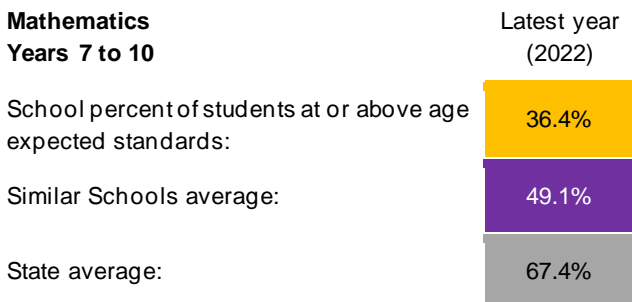 Mathematics
Years 7 to 10
Latest year
(2022)
School percent of students at or above age
expected standards:
36.4%
Similar Schools average:
49.1%
State average:
67.4%